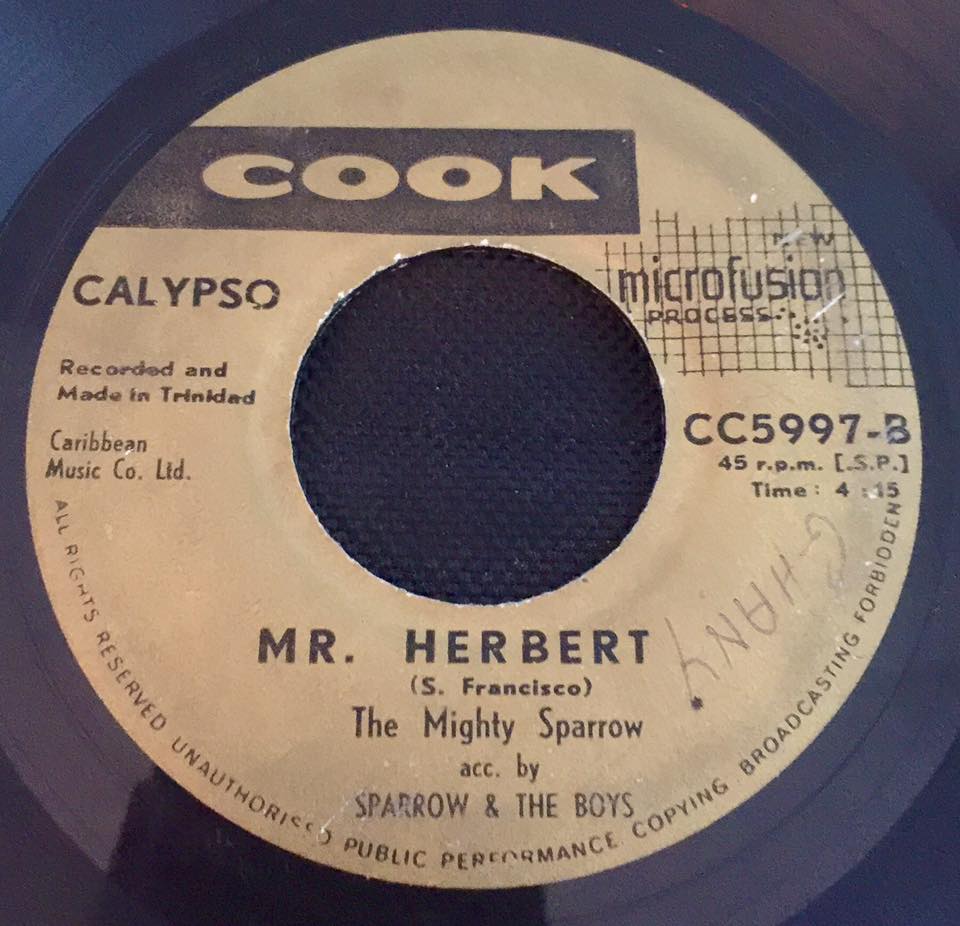 COOK
CALYPSO
NEW
microfusion
PROCESS
Recorded and
Made in Trinidad
Caribbean
Music Co. Ltd.
CC5997-B
45 r.p.m. [.S.P.]
Time: 4:15
MR. HERBERT
(S. Francisco)
The Mighty Sparrow
acc. by
SPARROW & THE BOYS
ALL RIGHTS RESERVED UNAUTHORISED PUBLIC PERFORMANCE COPYING BROADCASTING FORBIDDEN